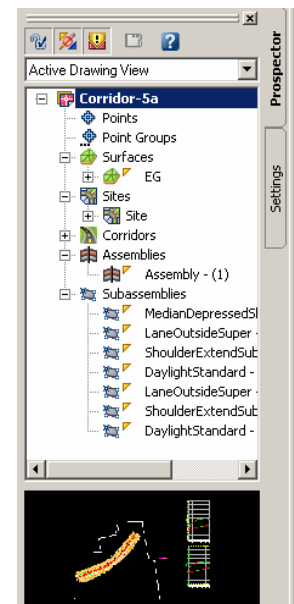 Active Drawing View
Corridor-5a
Points
Point Groups
Surfaces
EG
Sites
Site
Corridors
Assemblies
Assembly - (1)
Subassemblies
MedianDepressedSl
LaneOutsideSuper -
ShoulderExtendSub
DaylightStandard -
LaneOutsideSuper -
ShoulderExtendSub
DaylightStandard -
Prospector
Settings